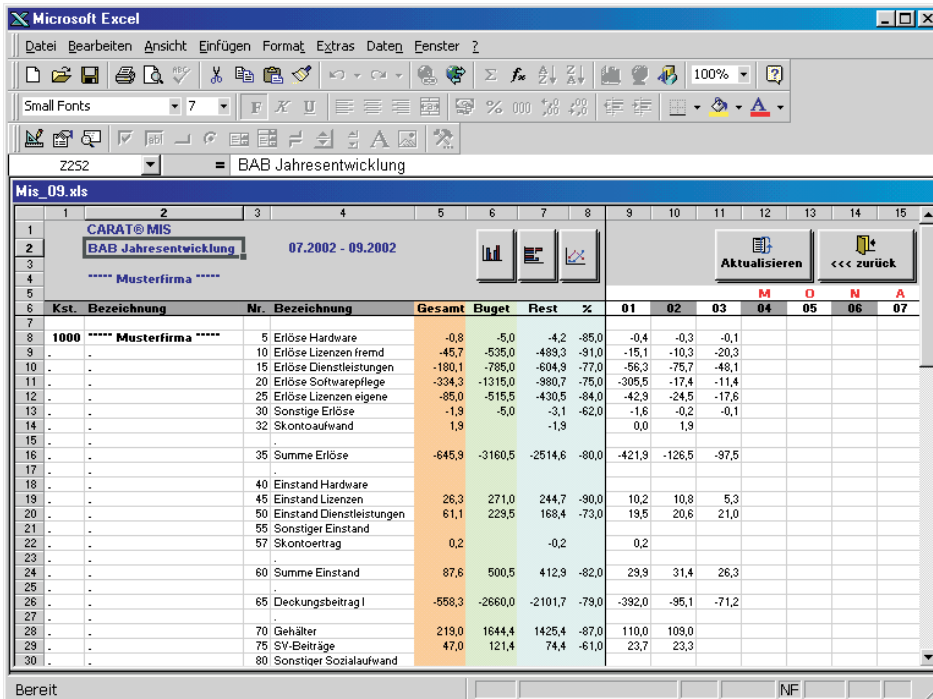 Microsoft Excel
Datei Bearbeiten Ansicht Einfügen Format Extras Daten Fenster ?
100%
Small Fonts 7 F K U % 000
Z2S2 = BAB Jahresentwicklung
Mis_09.xls
1 2 3 4 5 6 7 8 9 10 11 12 13 14 15
1 CARAT® MIS
2 BAB Jahresentwicklung 07.2002 - 09.2002
3 Aktualisieren <<< zurück
4 ***** Musterfirma *****
5 M O N A
6 Kst. Bezeichnung Nr. Bezeichnung Gesamt Buget Rest % 01 02 03 04 05 06 07
7
8 1000 ***** Musterfirma ***** 5 Erlöse Hardware -0,8 -5,0 -4,2 -85,0 -0,4 -0,3 -0,1
9 . . 10 Erlöse Lizenzen fremd -45,7 -535,0 -489,3 -91,0 -15,1 -10,3 -20,3
10 . . 15 Erlöse Dienstleistungen -180,1 -785,0 -604,9 -77,0 -56,3 -75,7 -48,1
11 . . 20 Erlöse Softwarepflege -334,3 -1315,0 -980,7 -75,0 -305,5 -17,4 -11,4
12 . . 25 Erlöse Lizenzen eigene -85,0 -515,5 -430,5 -84,0 -42,9 -24,5 -17,6
13 . . 30 Sonstige Erlöse -1,9 -5,0 -3,1 -62,0 -1,6 -0,2 -0,1
14 . . 32 Skontoaufwand 1,9 -1,9 0,0 1,9
15 . . .
16 . . 35 Summe Erlöse -645,9 -3160,5 -2514,6 -80,0 -421,9 -126,5 -97,5
17 . . .
18 . . 40 Einstand Hardware
19 . . 45 Einstand Lizenzen 26,3 271,0 244,7 -90,0 10,2 10,8 5,3
20 . . 50 Einstand Dienstleistungen 61,1 229,5 168,4 -73,0 19,5 20,6 21,0
21 . . 55 Sonstiger Einstand
22 . . 57 Skontoertrag 0,2 -0,2 0,2
23 . . .
24 . . 60 Summe Einstand 87,6 500,5 412,9 -82,0 29,9 31,4 26,3
25 . . .
26 . . 65 Deckungsbeitrag I -558,3 -2660,0 -2101,7 -79,0 -392,0 -95,1 -71,2
27 . . .
28 . . 70 Gehälter 219,0 1644,4 1425,4 -87,0 110,0 109,0
29 . . 75 SV-Beiträge 47,0 121,4 74,4 -61,0 23,7 23,3
30 . . 80 Sonstiger Sozialaufwand
Bereit NF